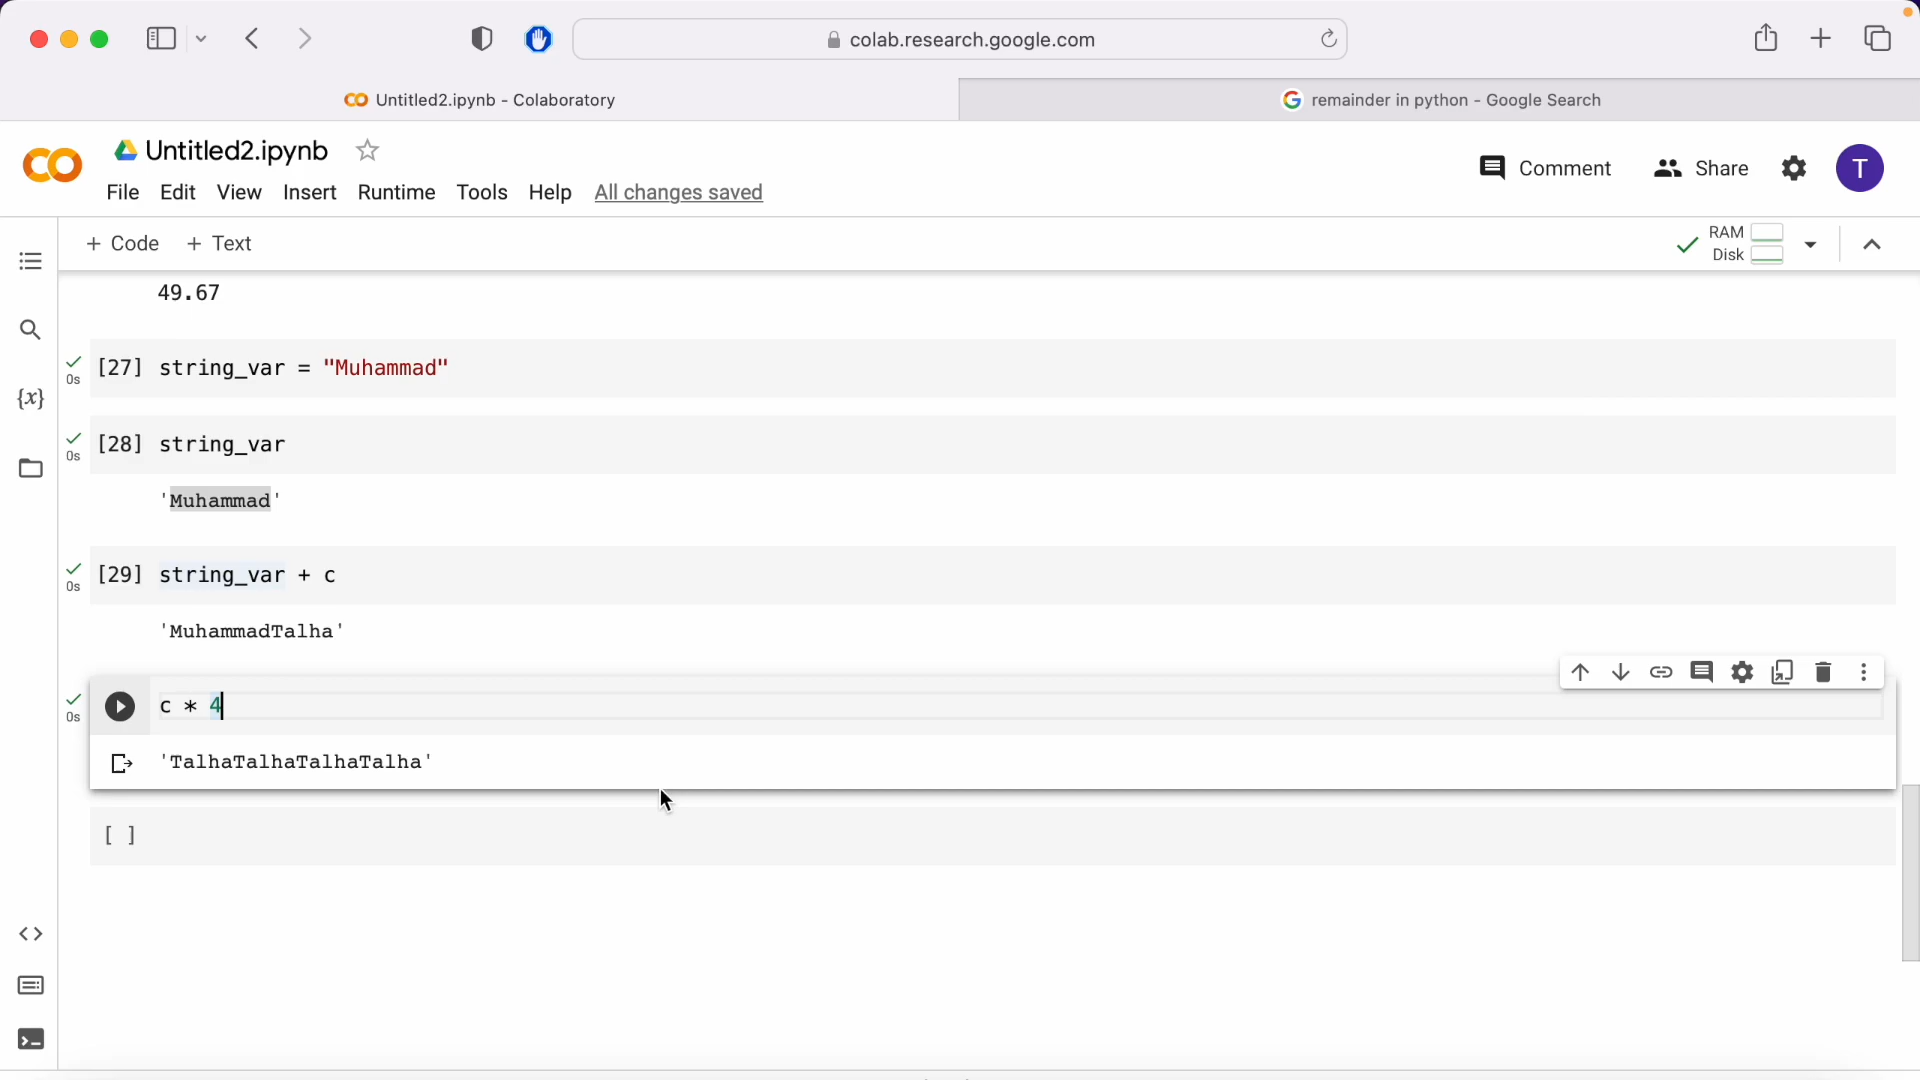 colab.research.google.com
Untitled2.ipynb - Colaboratory
remainder in python - Google Search
Untitled2.ipynb
Comment
Share
T
File Edit View Insert Runtime Tools Help All changes saved
+ Code + Text
RAM
Disk
49.67
[27] string_var = "Muhammad"
0s
{x}
[28] string_var
0s
'Muhammad'
[29] string_var + c
0s
'MuhammadTalha'
c * 4
0s
'TalhaTalhaTalhaTalha'
[ ]